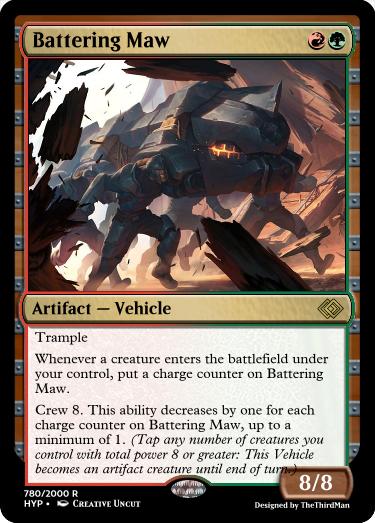 Battering Maw
Artifact — Vehicle
Trample
Whenever a creature enters the battlefield under
your control, put a charge counter on Battering
Maw.
Crew 8. This ability decreases by one for each
charge counter on Battering Maw, up to a
minimum of 1. (Tap any number of creatures you
control with total power 8 or greater: This Vehicle
becomes an artifact creature until end of turn.)
8/8
780/2000 R
HYP • Creative Uncut
Designed by TheThirdMan